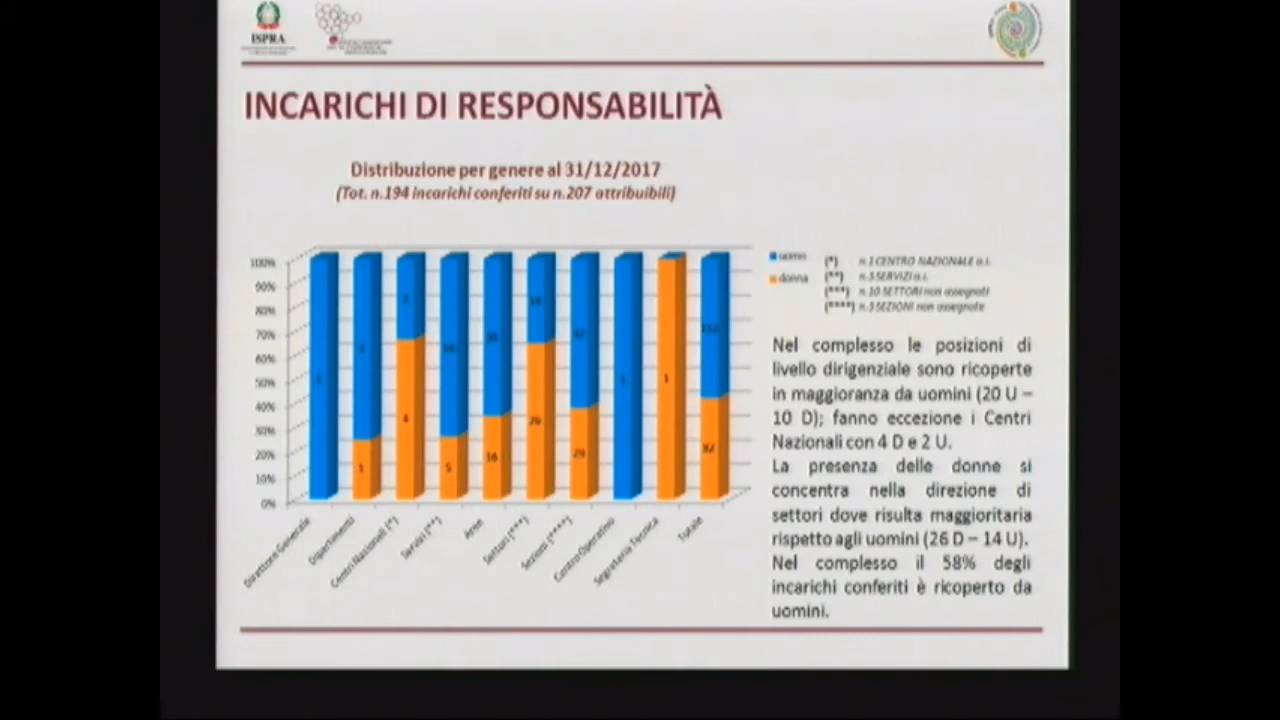 ISPRA
INCARICHI DI RESPONSABILITÀ
Distribuzione per genere al 31/12/2017
(Tot. n.194 incarichi conferiti su n.207 attribuibili)
100%
90%
80%
70%
60%
50%
40%
30%
20%
10%
0%
1
3
1
2
4
5
16
14
26
29
1
1
112
82
Direttore Generale
Dipartimenti
Centri Nazionali (*)
Servizi (**)
Aree
Settori (***)
Sezioni (****)
Centro Operativo
Segreteria Tecnica
Totale
uomo
donna
(*) n.1 CENTRO NAZIONALE a.i.
(**) n.5 SERVIZI a.i.
(***) n.10 SETTORI non assegnati
(****) n.3 SEZIONI non assegnate
Nel complesso le posizioni di
livello dirigenziale sono ricoperte
in maggioranza da uomini (20 U –
10 D); fanno eccezione i Centri
Nazionali con 4 D e 2 U.
La presenza delle donne si
concentra nella direzione di
settori dove risulta maggioritaria
rispetto agli uomini (26 D – 14 U).
Nel complesso il 58% degli
incarichi conferiti è ricoperto da
uomini.